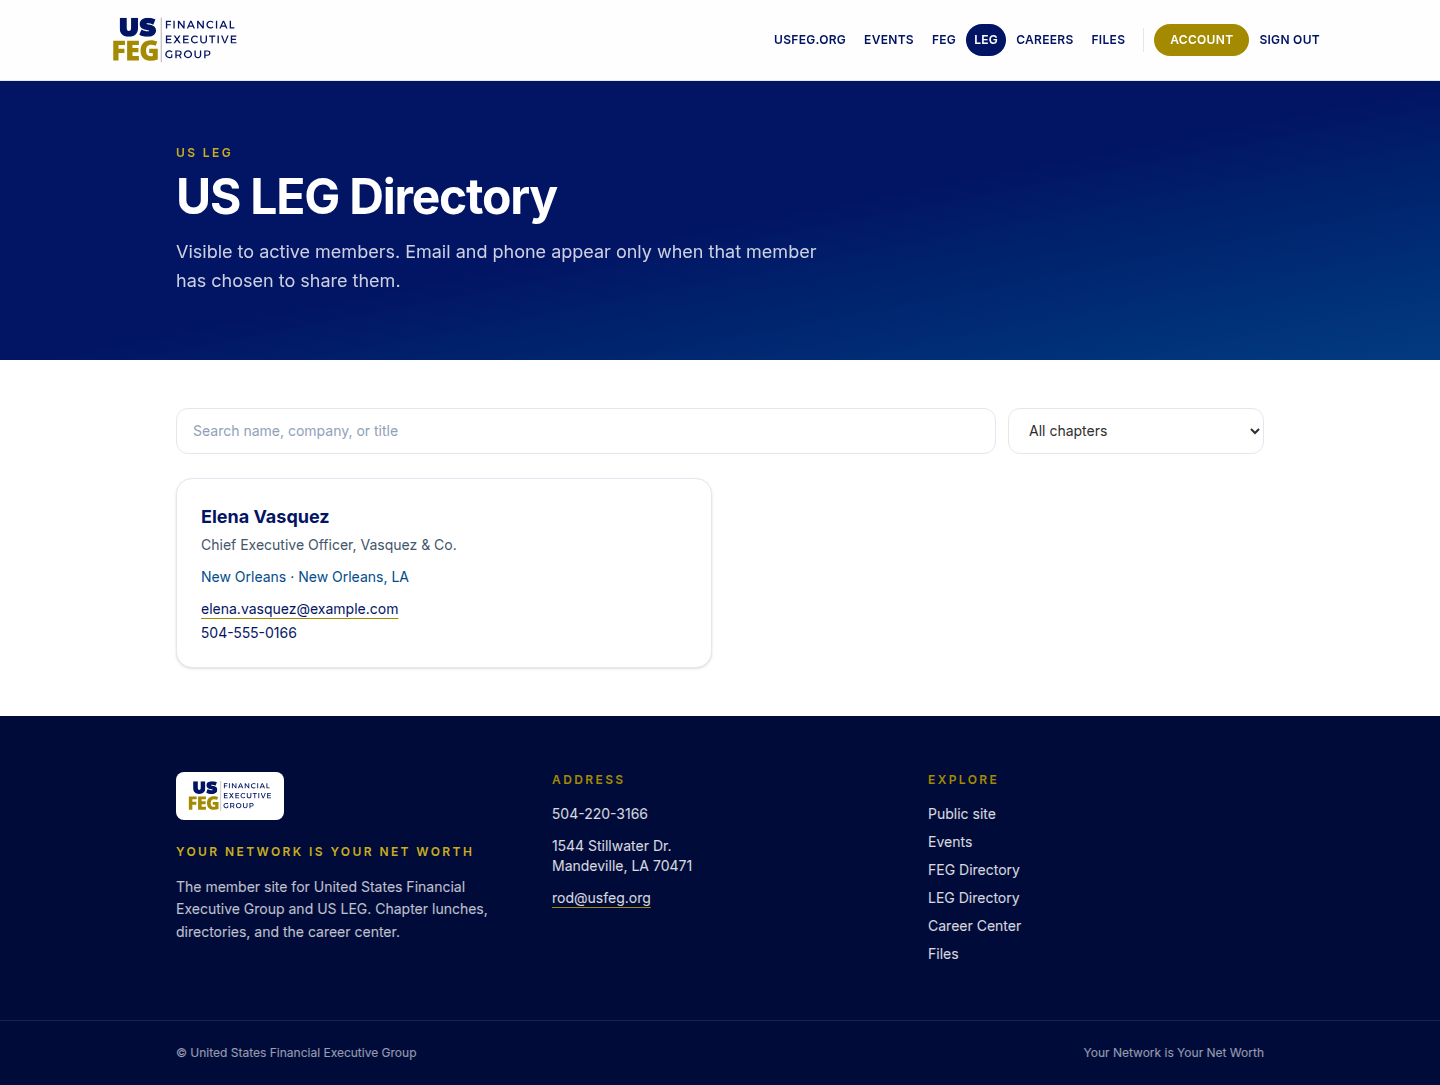 US FEG FINANCIAL EXECUTIVE GROUP
USFEG.ORG EVENTS FEG LEG CAREERS FILES ACCOUNT SIGN OUT
US LEG
US LEG Directory
Visible to active members. Email and phone appear only when that member
has chosen to share them.
Search name, company, or title
All chapters
Elena Vasquez
Chief Executive Officer, Vasquez & Co.
New Orleans · New Orleans, LA
elena.vasquez@example.com
504-555-0166
US FEG FINANCIAL EXECUTIVE GROUP
YOUR NETWORK IS YOUR NET WORTH
The member site for United States Financial
Executive Group and US LEG. Chapter lunches,
directories, and the career center.
ADDRESS
504-220-3166
1544 Stillwater Dr.
Mandeville, LA 70471
rod@usfeg.org
EXPLORE
Public site
Events
FEG Directory
LEG Directory
Career Center
Files
© United States Financial Executive Group
Your Network is Your Net Worth